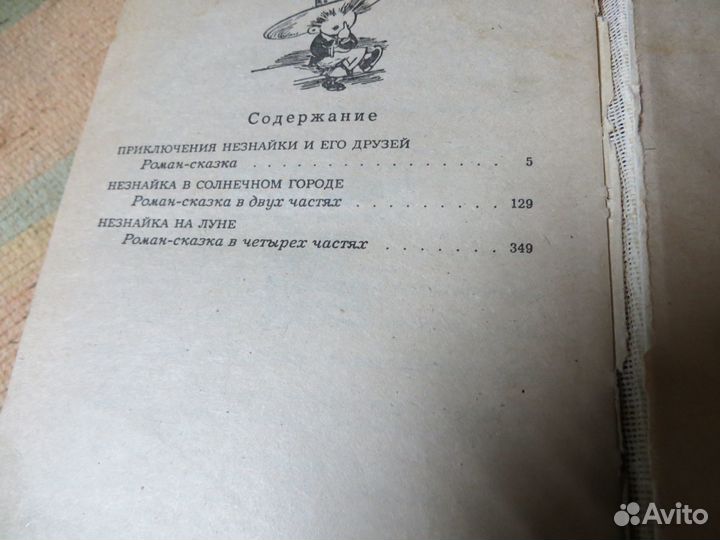 Содержание
ПРИКЛЮЧЕНИЯ НЕЗНАЙКИ И ЕГО ДРУЗЕЙ
Роман-сказка . . . . . . . . . . . . . . . . 5
НЕЗНАЙКА В СОЛНЕЧНОМ ГОРОДЕ
Роман-сказка в двух частях . . . . . . . . . . 129
НЕЗНАЙКА НА ЛУНЕ
Роман-сказка в четырех частях . . . . . . . . 349
Avito